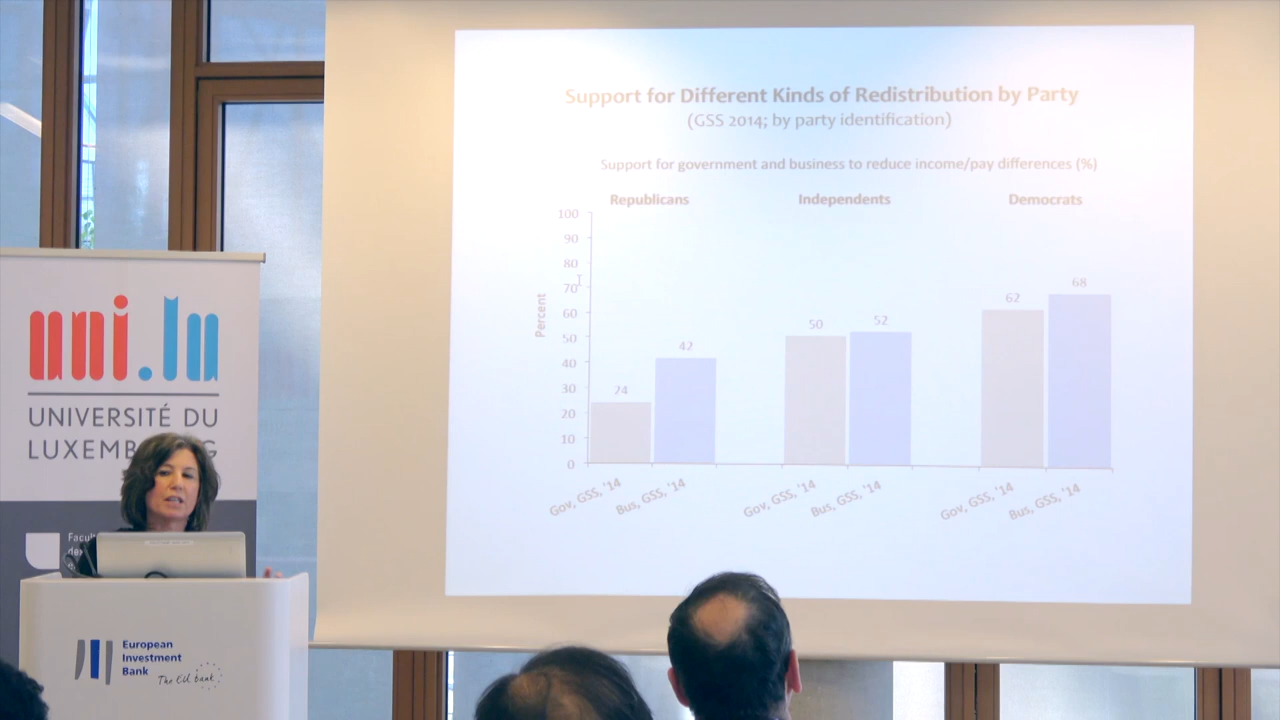 Support for Different Kinds of Redistribution by Party
(GSS 2014; by party identification)
Support for government and business to reduce income/pay differences (%)
Republicans Independents Democrats
100
90
80
70
60
50
40
30
20
10
0
Percent
24
42
50
52
62
68
Gov, GSS, '14
Bus, GSS, '14
Gov, GSS, '14
Bus, GSS, '14
Gov, GSS, '14
Bus, GSS, '14
uni.lu
UNIVERSITÉ DU
LUXEMB G
Facul
de
European
Investment
Bank
The EU bank